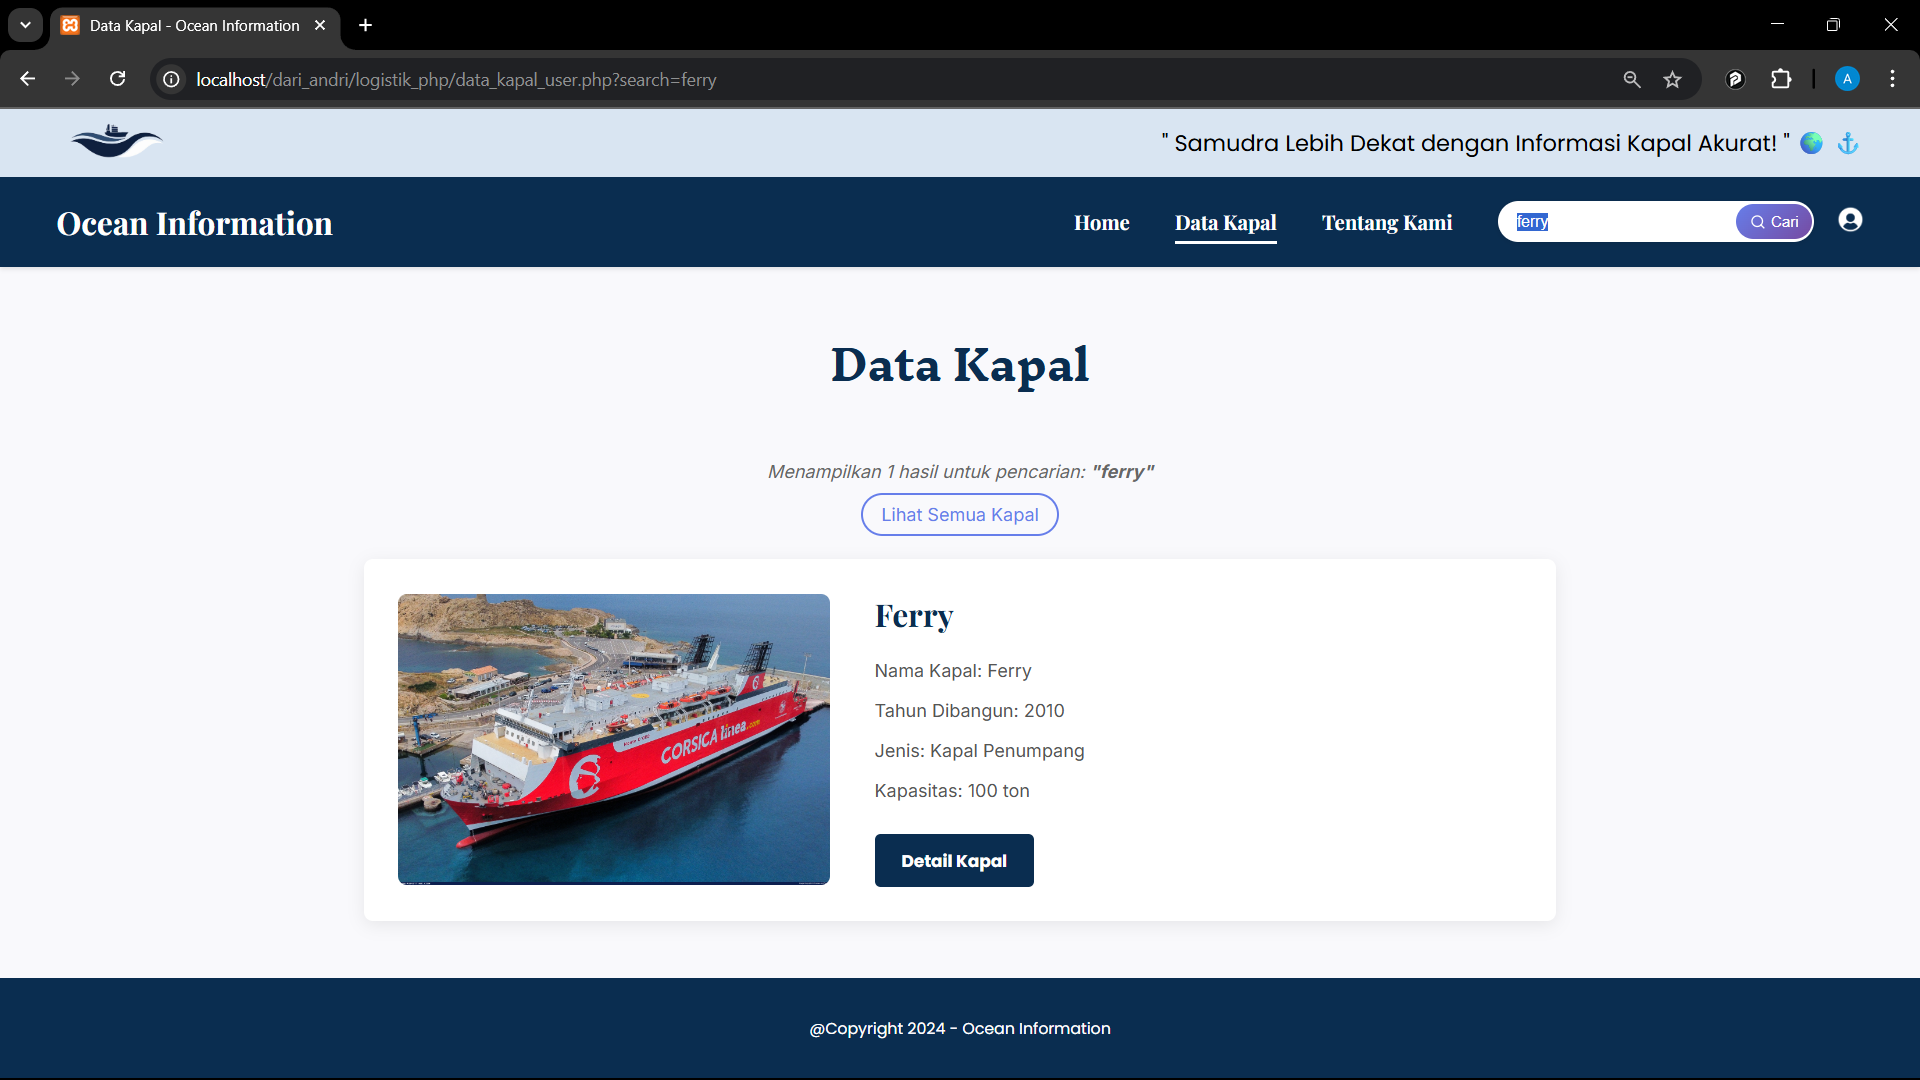 Data Kapal - Ocean Information
localhost/dari_andri/logistik_php/data_kapal_user.php?search=ferry
A
" Samudra Lebih Dekat dengan Informasi Kapal Akurat! " 🌍 ⚓
Ocean Information
Home
Data Kapal
Tentang Kami
ferry
Cari
Data Kapal
Menampilkan 1 hasil untuk pencarian: "ferry"
Lihat Semua Kapal
CORSICA linea.com
Ferry
Nama Kapal: Ferry
Tahun Dibangun: 2010
Jenis: Kapal Penumpang
Kapasitas: 100 ton
Detail Kapal
@Copyright 2024 - Ocean Information